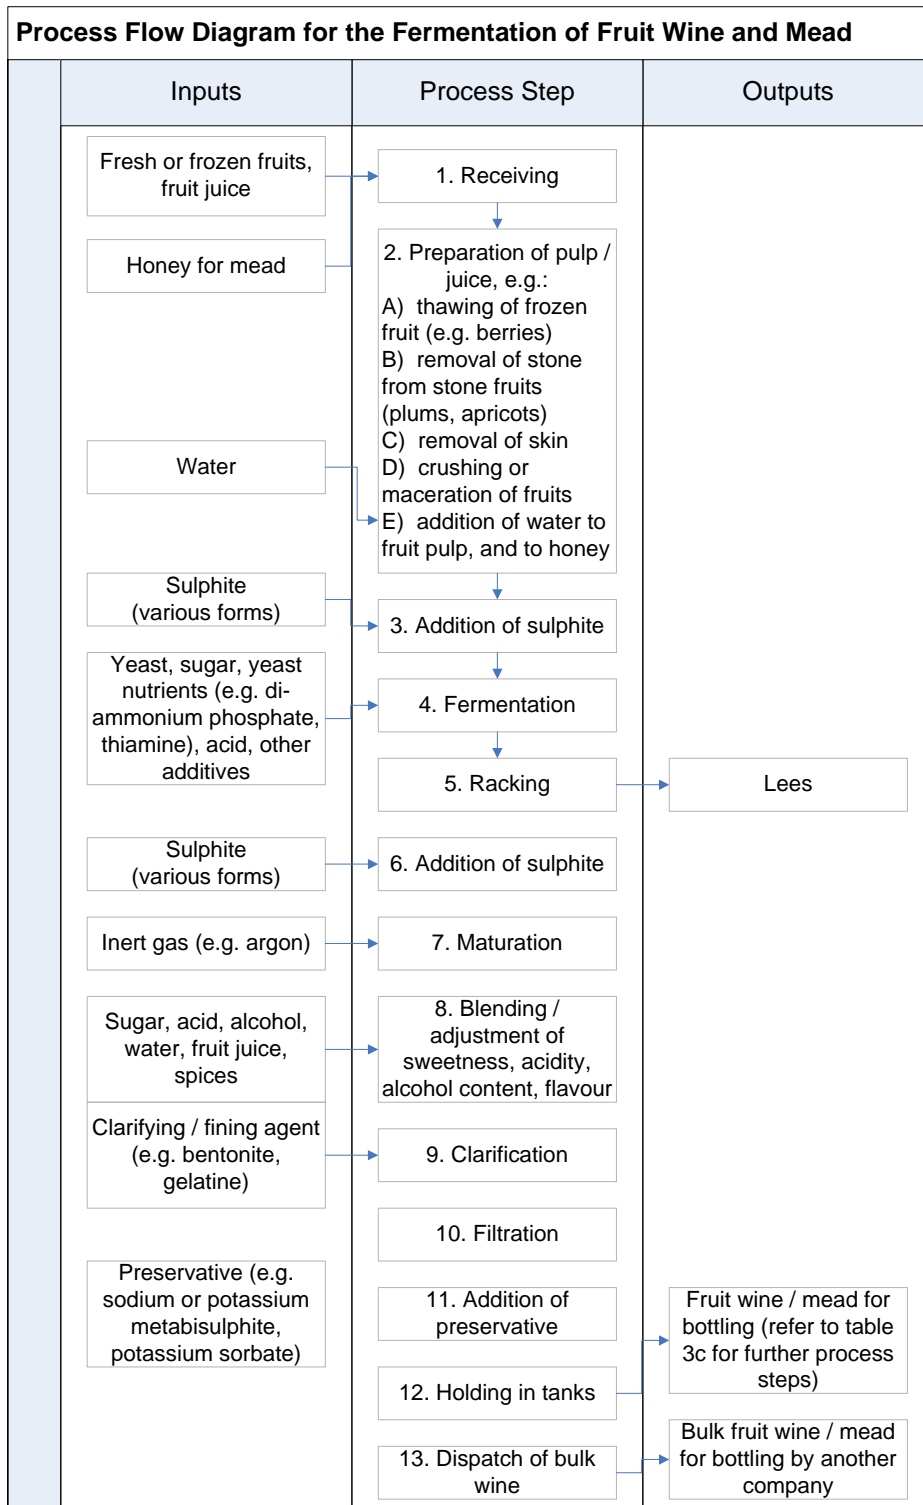 Process Flow Diagram for the Fermentation of Fruit Wine and Mead
Inputs
Process Step
Outputs
Fresh or frozen fruits,
fruit juice
1. Receiving
Honey for mead
2. Preparation of pulp /
juice, e.g.:
A) thawing of frozen
fruit (e.g. berries)
B) removal of stone
from stone fruits
(plums, apricots)
C) removal of skin
D) crushing or
maceration of fruits
E) addition of water to
fruit pulp, and to honey
Water
Sulphite
(various forms)
3. Addition of sulphite
Yeast, sugar, yeast
nutrients (e.g. di-
ammonium phosphate,
thiamine), acid, other
additives
4. Fermentation
5. Racking
Lees
Sulphite
(various forms)
6. Addition of sulphite
Inert gas (e.g. argon)
7. Maturation
Sugar, acid, alcohol,
water, fruit juice,
spices
8. Blending /
adjustment of
sweetness, acidity,
alcohol content, flavour
Clarifying / fining agent
(e.g. bentonite,
gelatine)
9. Clarification
10. Filtration
Preservative (e.g.
sodium or potassium
metabisulphite,
potassium sorbate)
11. Addition of
preservative
Fruit wine / mead for
bottling (refer to table
3c for further process
steps)
12. Holding in tanks
13. Dispatch of bulk
wine
Bulk fruit wine / mead
for bottling by another
company